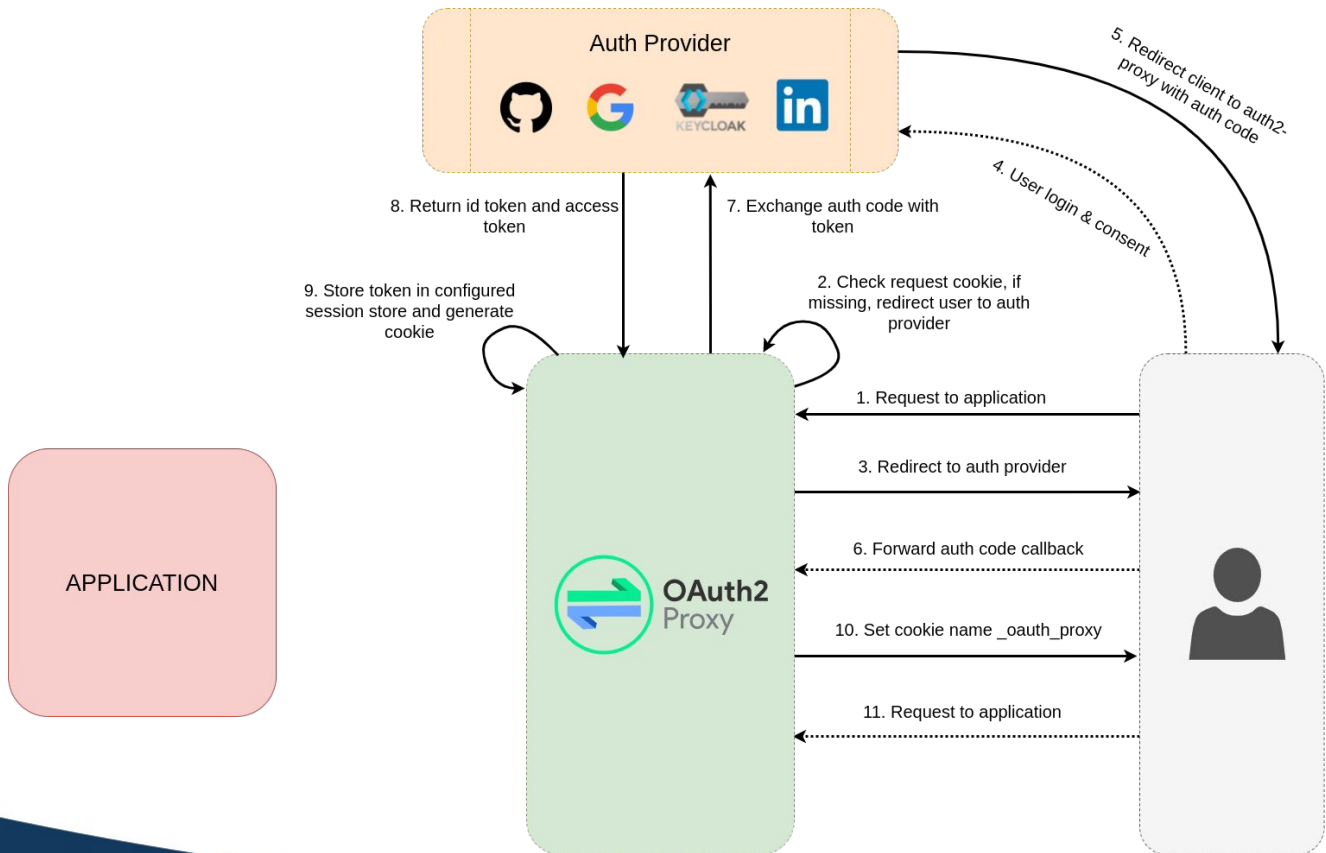 Auth Provider
KEYCLOAK
in
5. Redirect client to auth2-
proxy with auth code
4. User login & consent
8. Return id token and access
token
7. Exchange auth code with
token
9. Store token in configured
session store and generate
cookie
2. Check request cookie, if
missing, redirect user to auth
provider
1. Request to application
3. Redirect to auth provider
6. Forward auth code callback
10. Set cookie name _oauth_proxy
11. Request to application
APPLICATION
OAuth2
Proxy